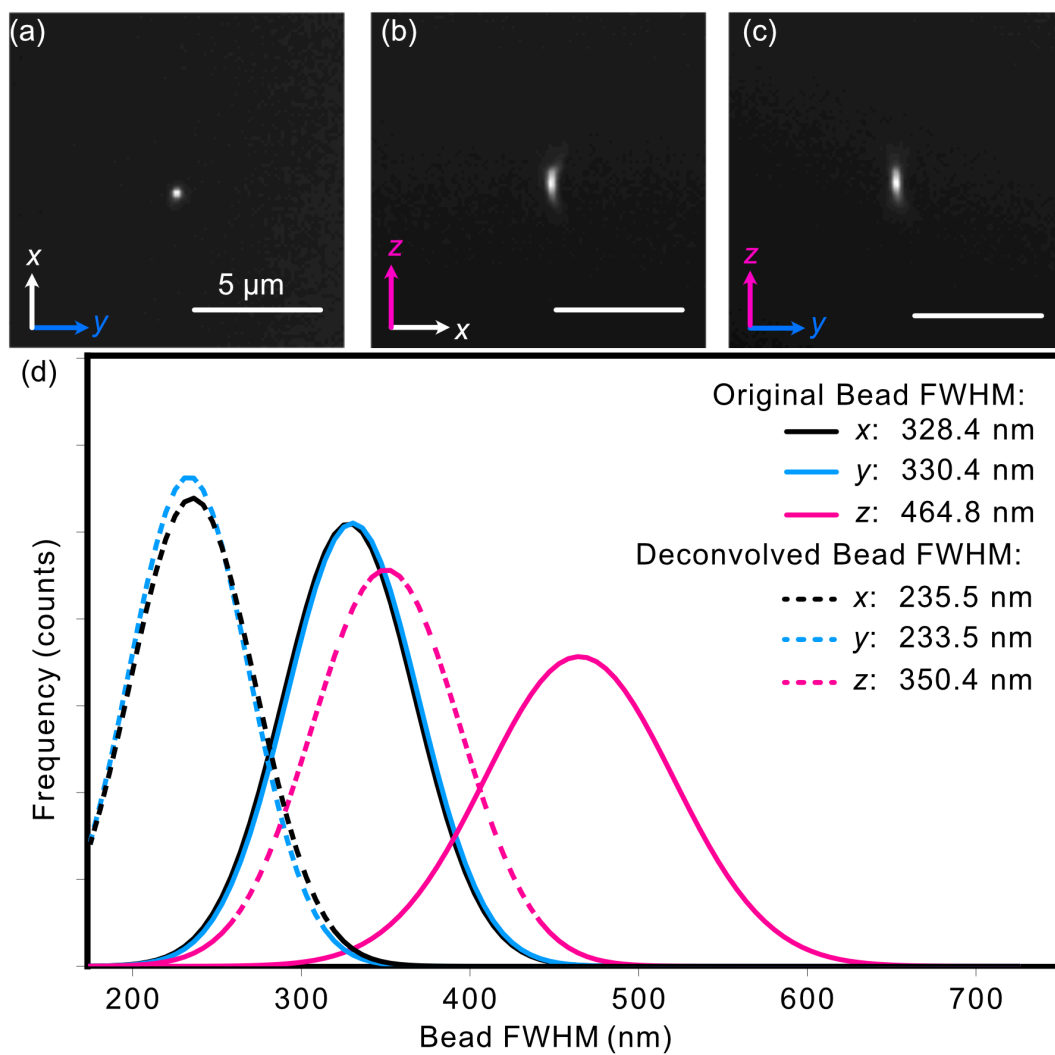 (a)
x
y
5 µm
(b)
z
x
(c)
z
y
(d)
Original Bead FWHM:
x: 328.4 nm
y: 330.4 nm
z: 464.8 nm
Deconvolved Bead FWHM:
x: 235.5 nm
y: 233.5 nm
z: 350.4 nm
Frequency (counts)
200 300 400 500 600 700
Bead FWHM (nm)